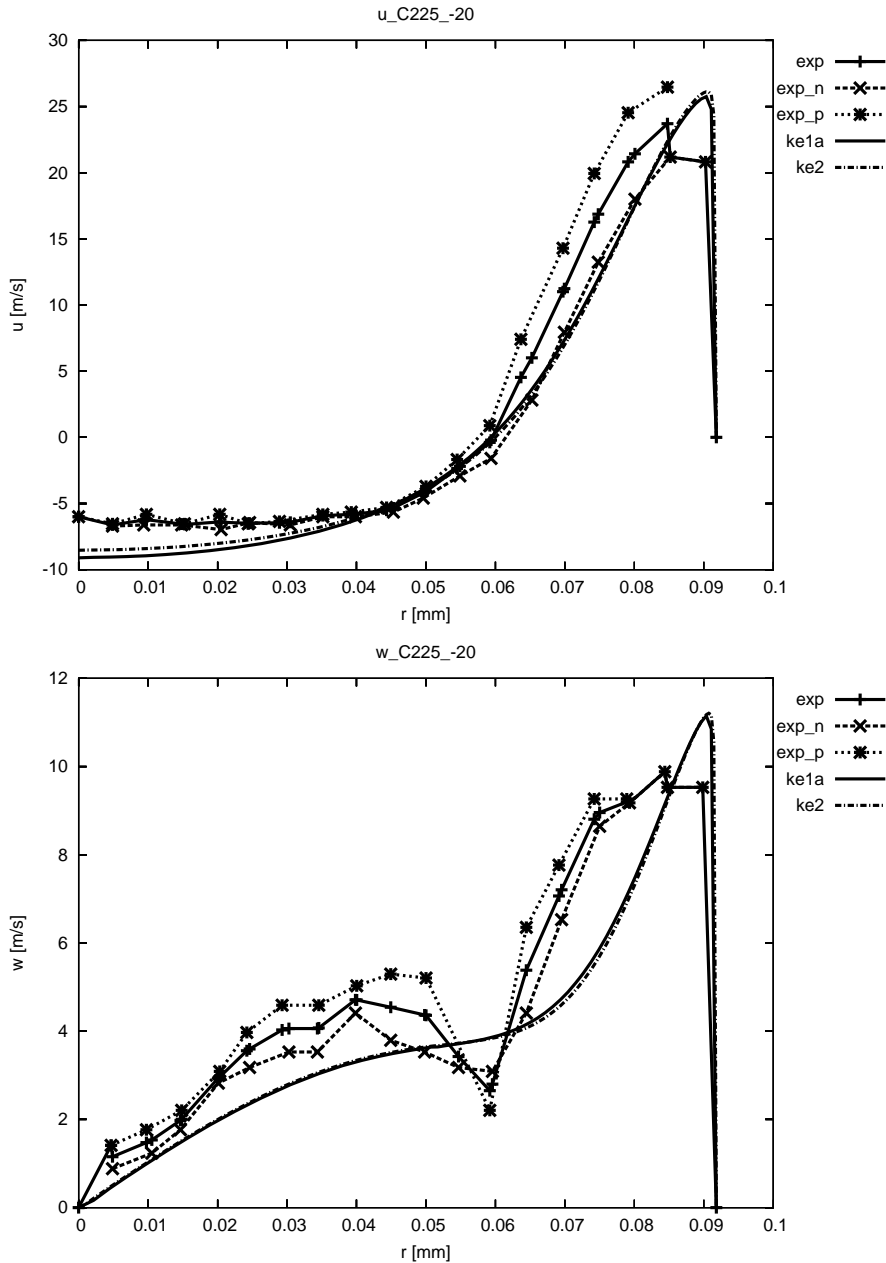 u_C225_-20
30
25
20
15
10
5
0
-5
-10
u [m/s]
0 0.01 0.02 0.03 0.04 0.05 0.06 0.07 0.08 0.09 0.1
r [mm]
exp
exp_n
exp_p
ke1a
ke2
w_C225_-20
12
10
8
6
4
2
0
w [m/s]
0 0.01 0.02 0.03 0.04 0.05 0.06 0.07 0.08 0.09 0.1
r [mm]
exp
exp_n
exp_p
ke1a
ke2